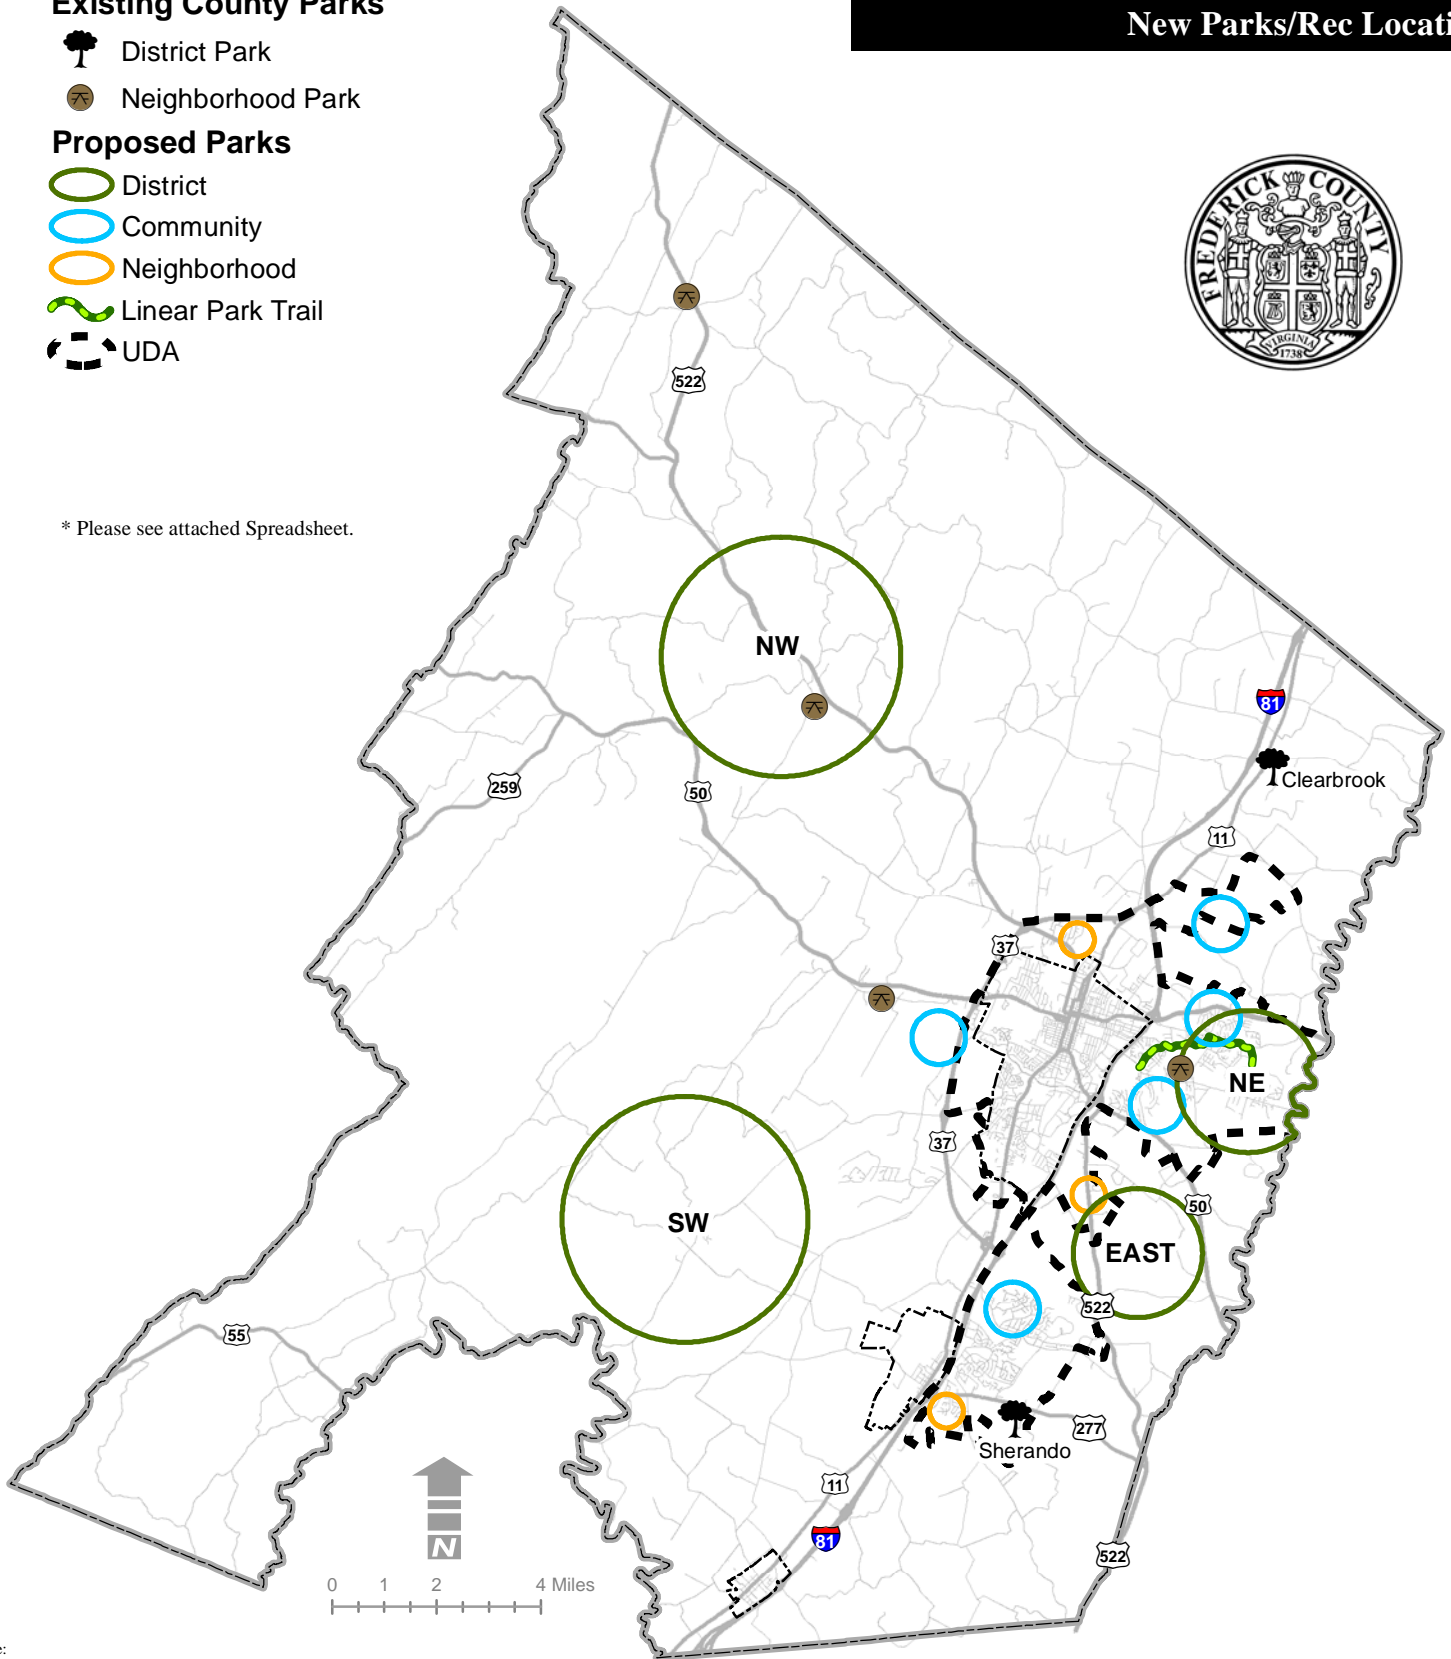 Existing County Parks
District Park
Neighborhood Park
Proposed Parks
District
Community
Neighborhood
Linear Park Trail
UDA
* Please see attached Spreadsheet.
New Parks/Rec Locati
FREDERICK COUNTY
VIRGINIA
1738
522
NW
81
Clearbrook
259
50
11
37
NE
37
50
SW
EAST
522
55
277
Sherando
11
81
522
N
0 1 2 4 Miles
e: